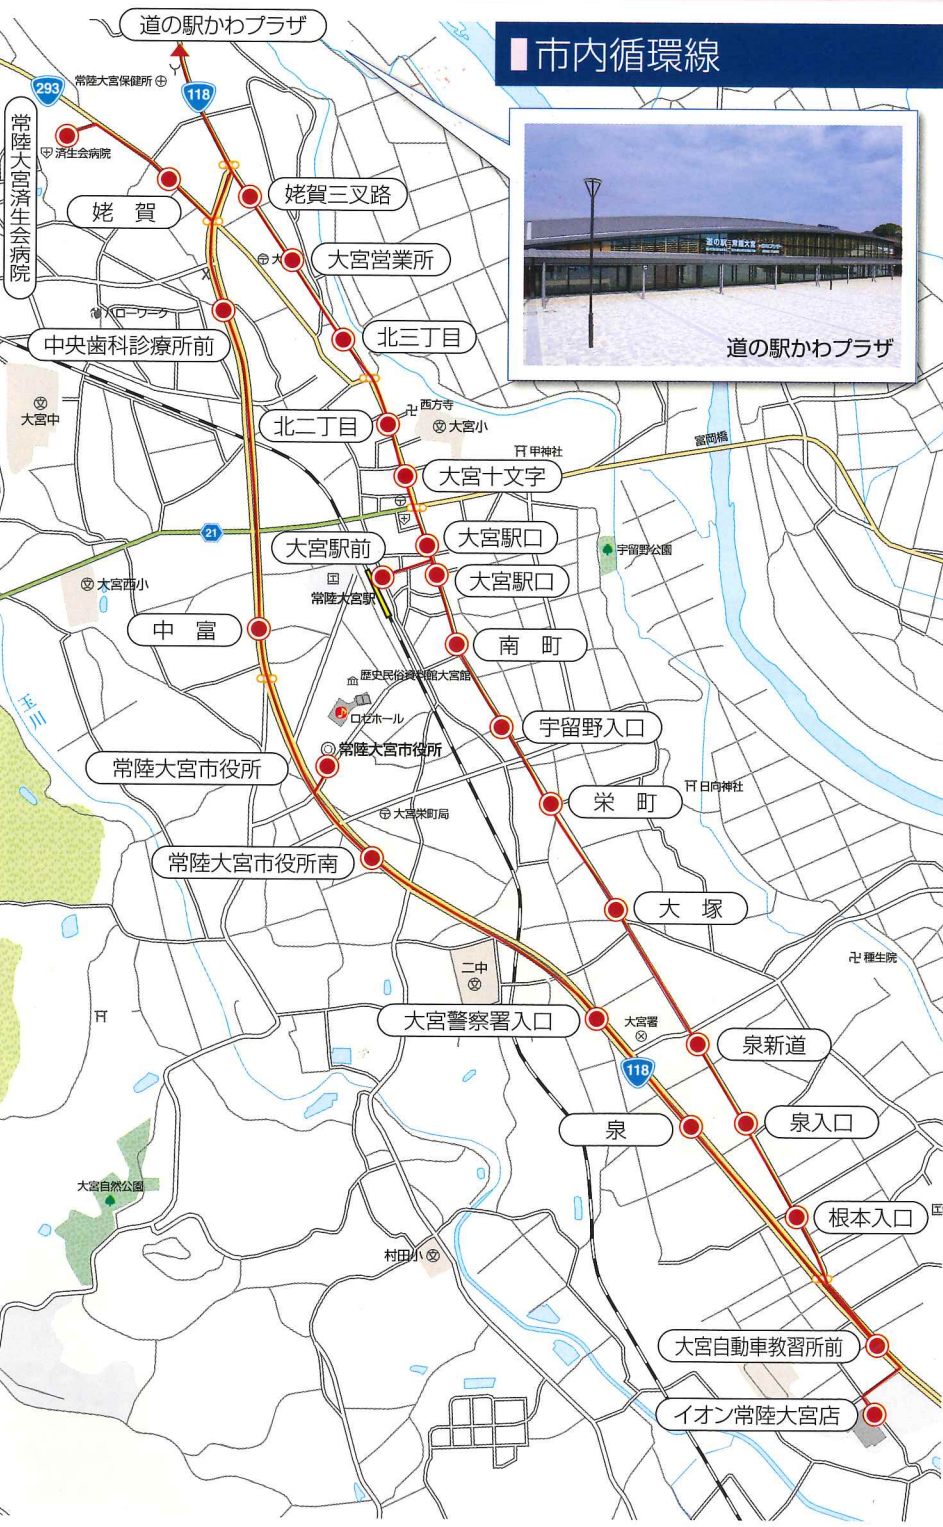 道の駅かわプラザ
市内循環線
293
常陸大宮保健所
118
常陸大宮済生会病院
済生会病院
道の駅 常陸大宮
姥賀
姥賀三叉路
大
大宮営業所
ハローワーク
中央歯科診療所前
北三丁目
道の駅かわプラザ
大宮中
北二丁目
西方寺
大宮小
富岡橋
甲神社
大宮十文字
21
大宮駅前
大宮駅口
宇留野公園
大宮西小
常陸大宮駅
大宮駅口
中富
南町
歴史民俗資料館大宮館
玉川
ロゼホール
宇留野入口
常陸大宮市役所
常陸大宮市役所
日向神社
栄町
大宮栄町局
常陸大宮市役所南
大塚
種生院
二中
大宮警察署入口
大宮署
泉新道
118
泉
泉入口
大宮自然公園
根本入口
村田小
大宮自動車教習所前
イオン常陸大宮店